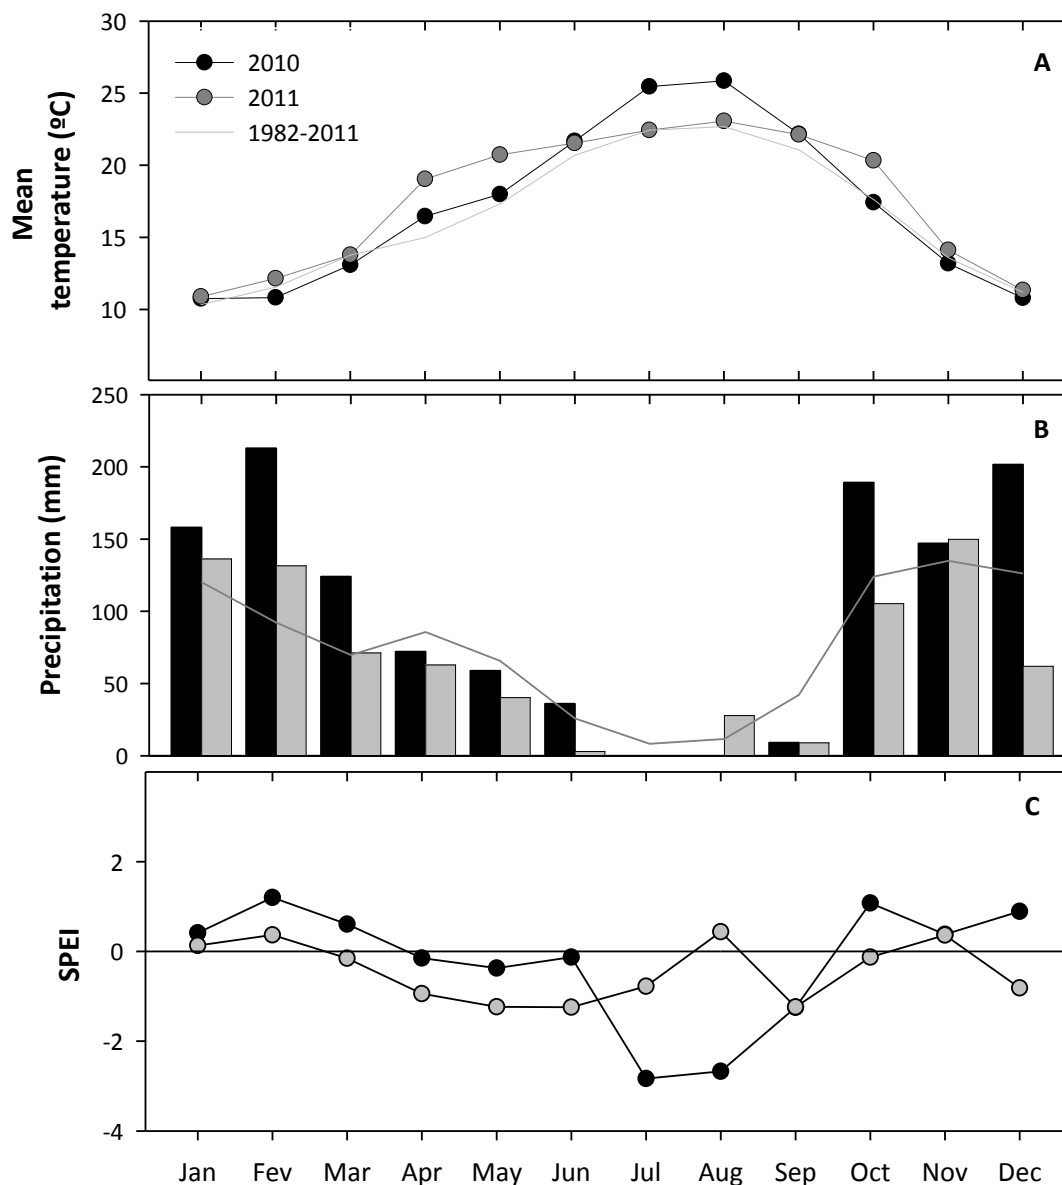 30
25
20
15
10
Mean
temperature (ºC)
2010
2011
1982-2011
A
250
200
150
100
50
0
Precipitation (mm)
B
2
0
-2
-4
SPEI
C
Jan Fev Mar Apr May Jun Jul Aug Sep Oct Nov Dec